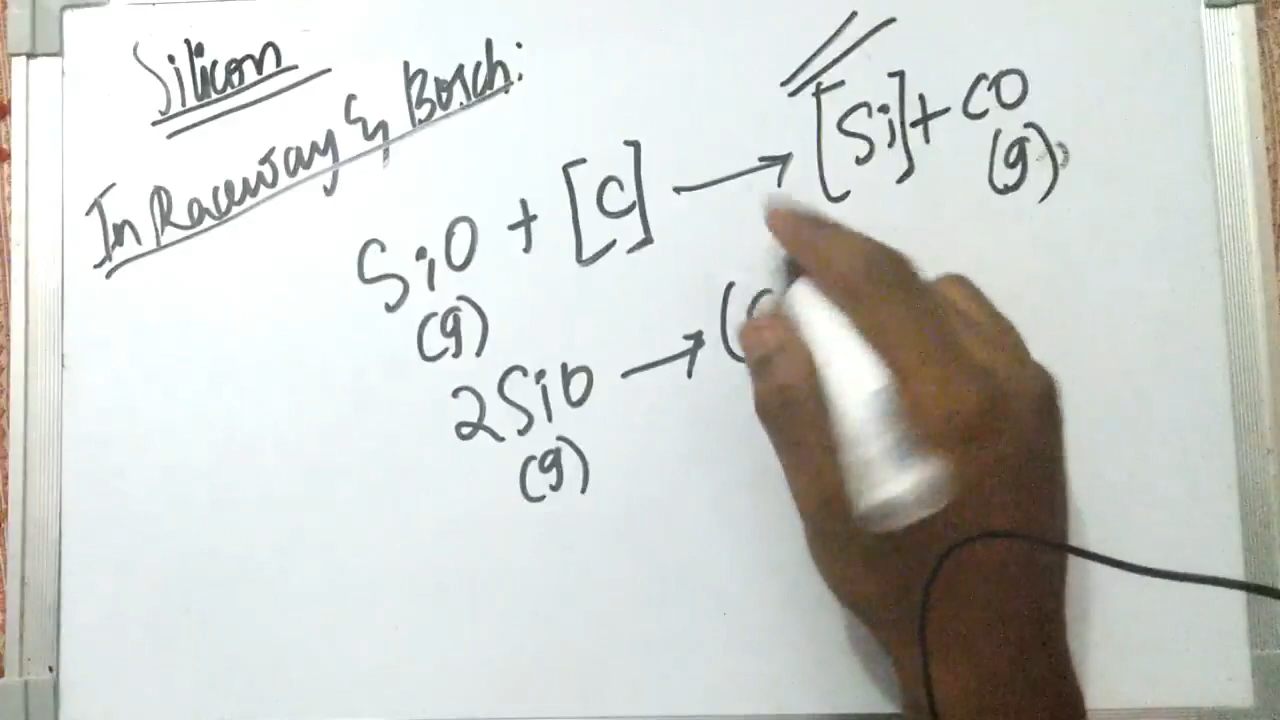 Silicon
In Raceway & Bosch:
SiO + [C] → [Si] + CO
(g) (g)
2SiO →
(g)